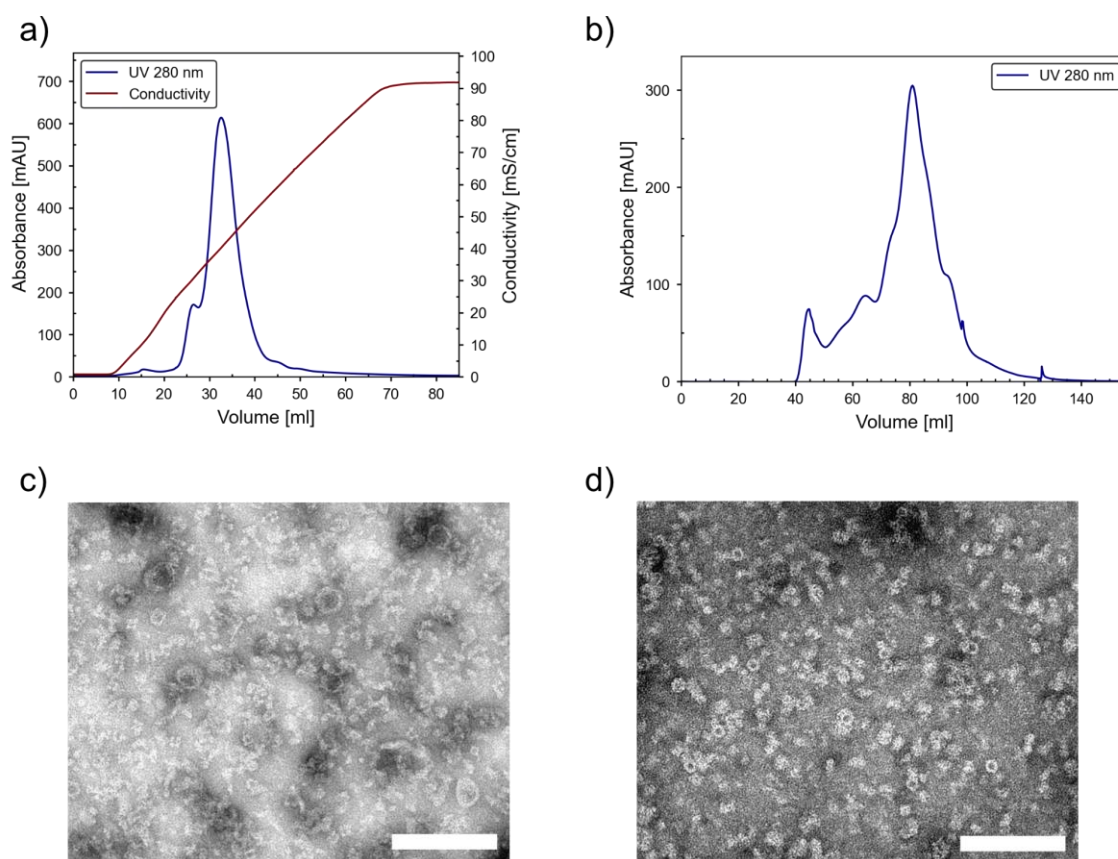 a)
UV 280 nm
Conductivity
700
600
500
400
300
200
100
0
100
90
80
70
60
50
40
30
20
10
0
0 10 20 30 40 50 60 70 80
Absorbance [mAU]
Conductivity [mS/cm]
Volume [ml]
b)
UV 280 nm
300
200
100
0
0 20 40 60 80 100 120 140
Absorbance [mAU]
Volume [ml]
c)
d)